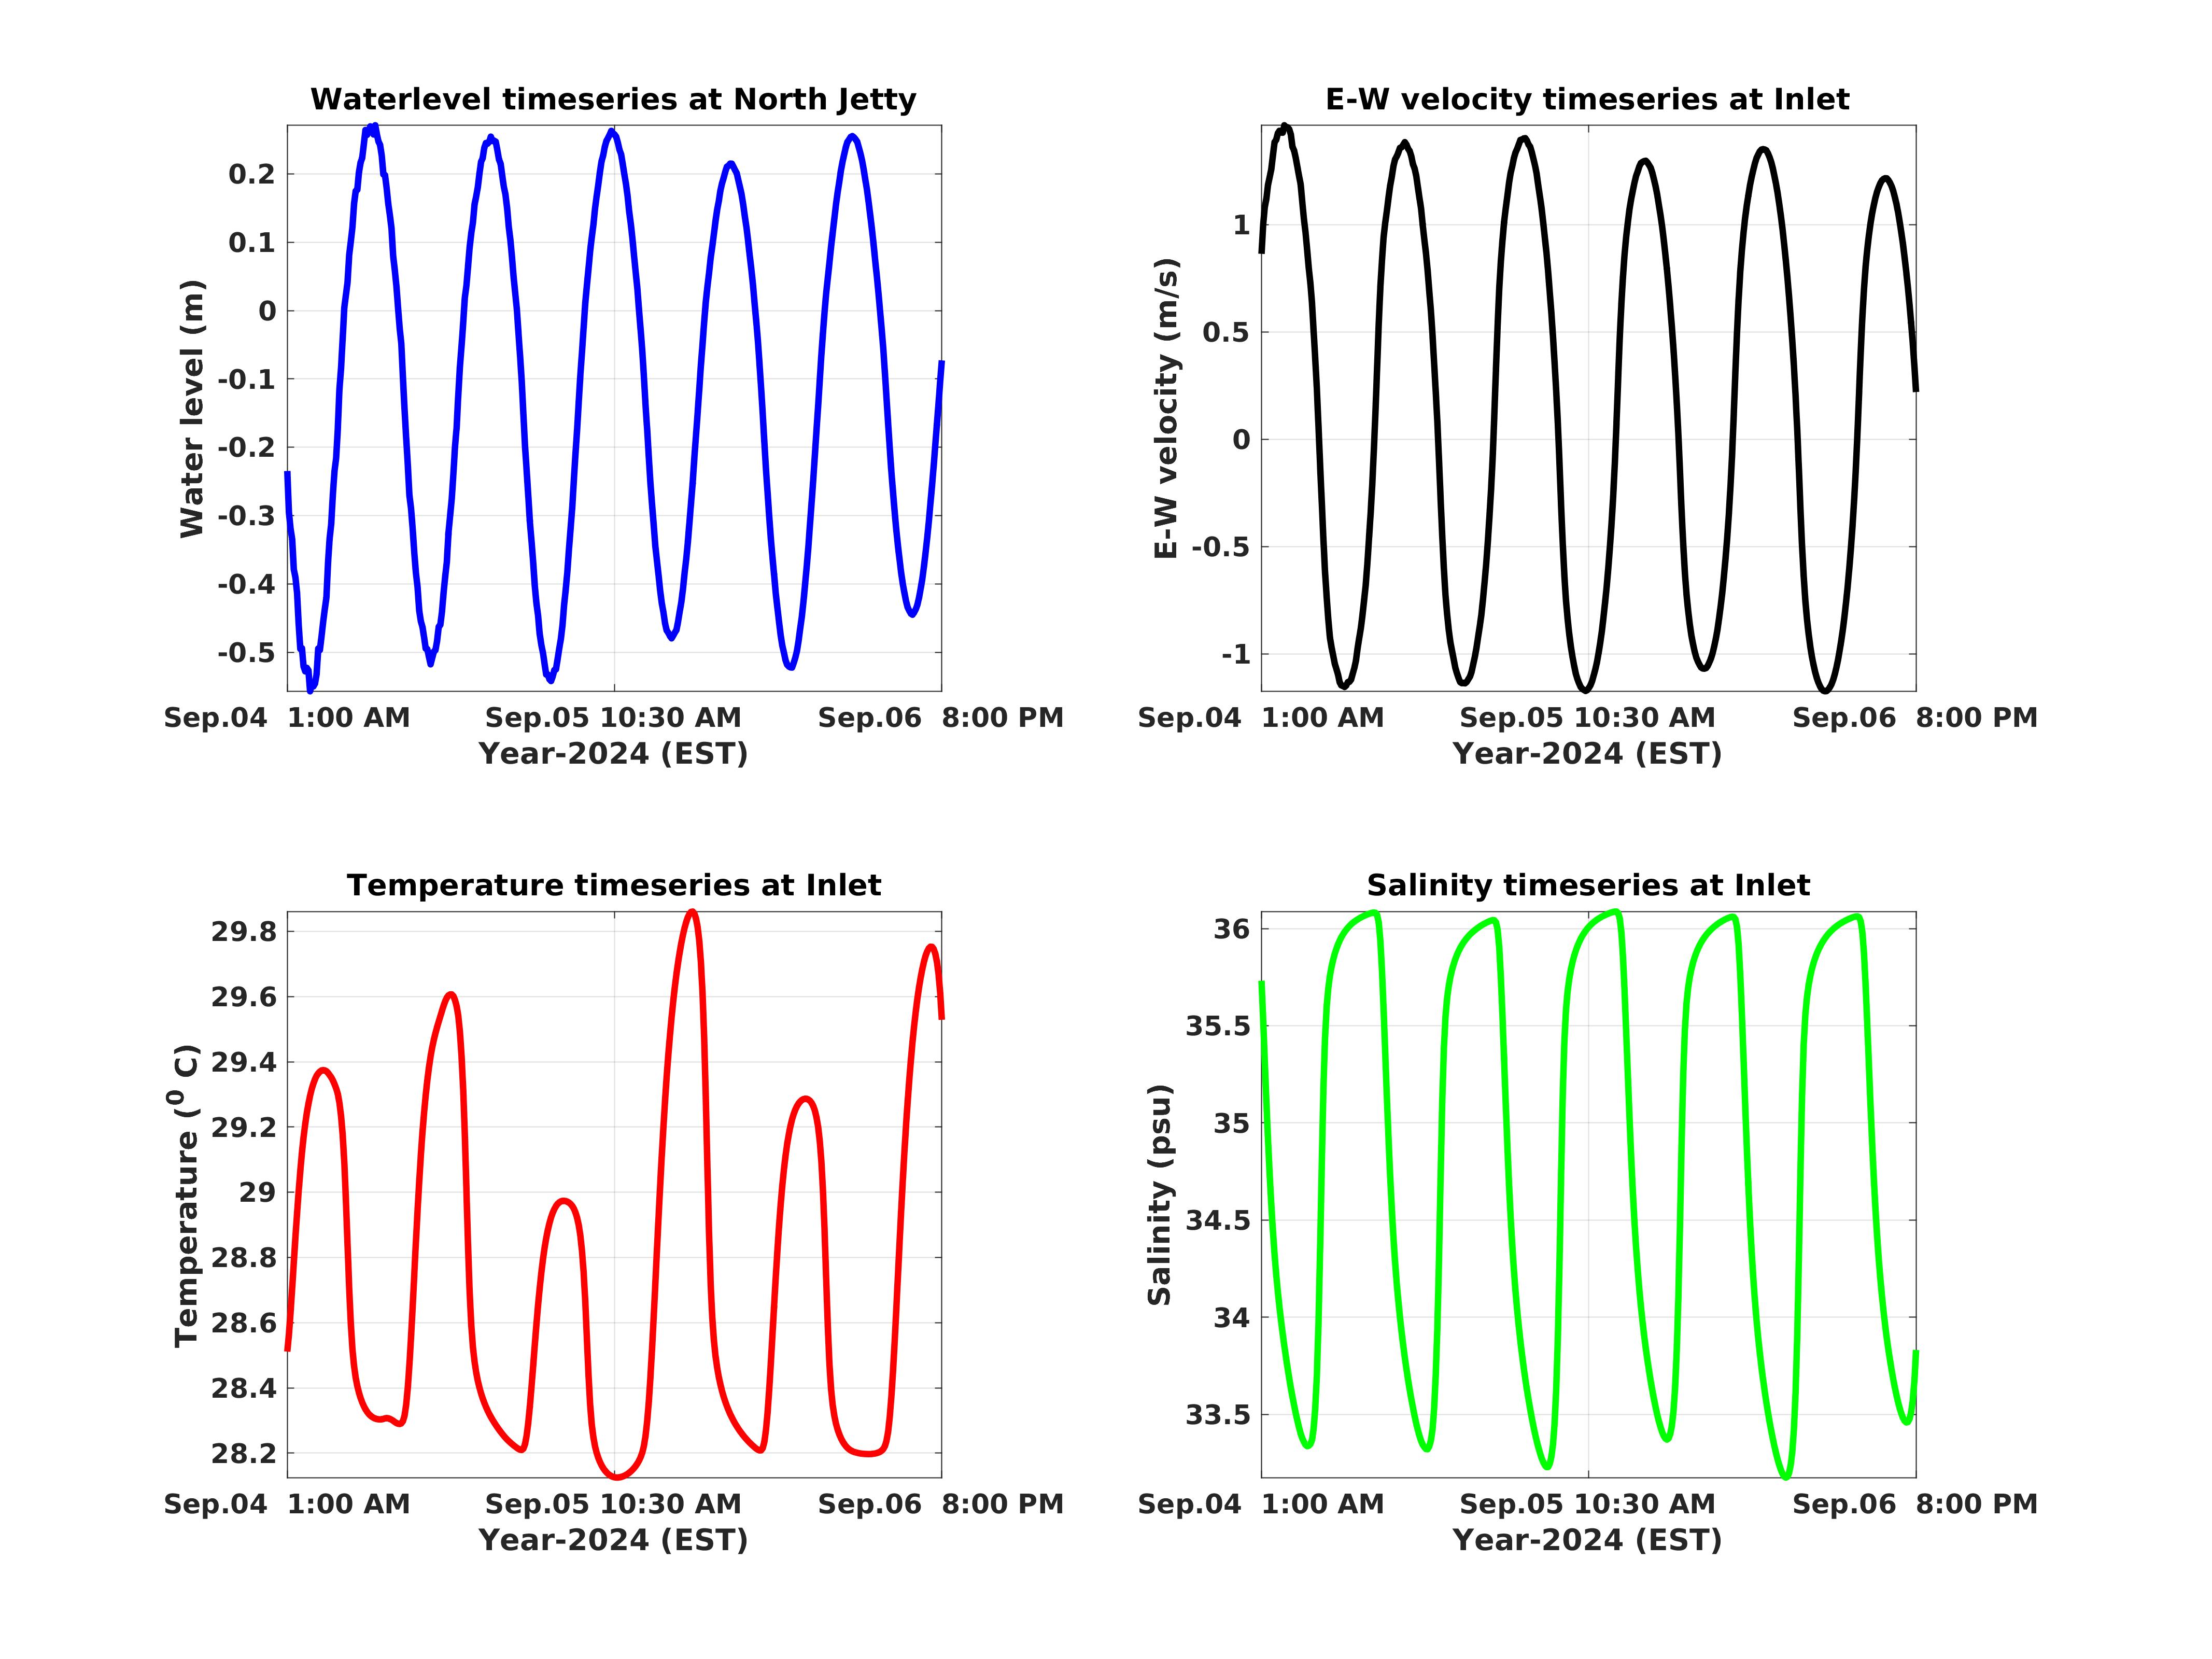 Waterlevel timeseries at North Jetty
0.2
0.1
0
-0.1
-0.2
-0.3
-0.4
-0.5
Water level (m)
Sep.04 1:00 AM Sep.05 10:30 AM Sep.06 8:00 PM
Year-2024 (EST)
E-W velocity timeseries at Inlet
1
0.5
0
-0.5
-1
E-W velocity (m/s)
Sep.04 1:00 AM Sep.05 10:30 AM Sep.06 8:00 PM
Year-2024 (EST)
Temperature timeseries at Inlet
29.8
29.6
29.4
29.2
29
28.8
28.6
28.4
28.2
Temperature (⁰ C)
Sep.04 1:00 AM Sep.05 10:30 AM Sep.06 8:00 PM
Year-2024 (EST)
Salinity timeseries at Inlet
36
35.5
35
34.5
34
33.5
Salinity (psu)
Sep.04 1:00 AM Sep.05 10:30 AM Sep.06 8:00 PM
Year-2024 (EST)